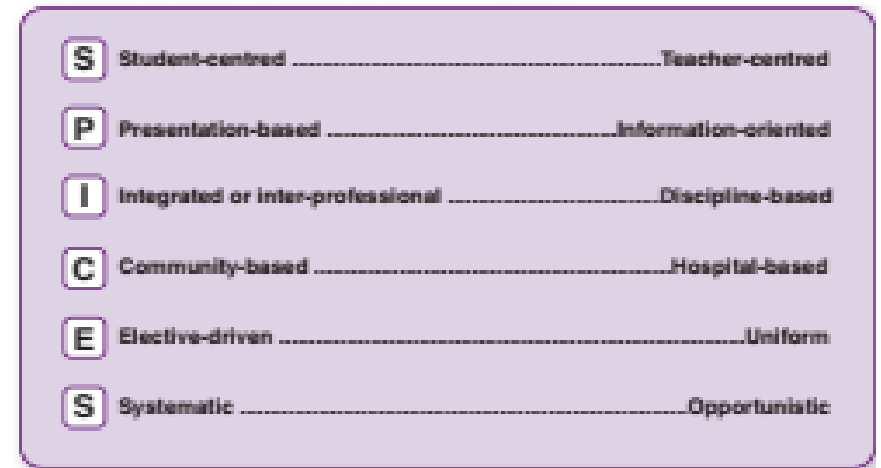 S Student-centred ........................ Teacher-centred
P Presentation-based ........................ Information-oriented
I Integrated or inter-professional ........................ Discipline-based
C Community-based ........................ Hospital-based
E Elective-driven ........................ Uniform
S Systematic ........................ Opportunistic